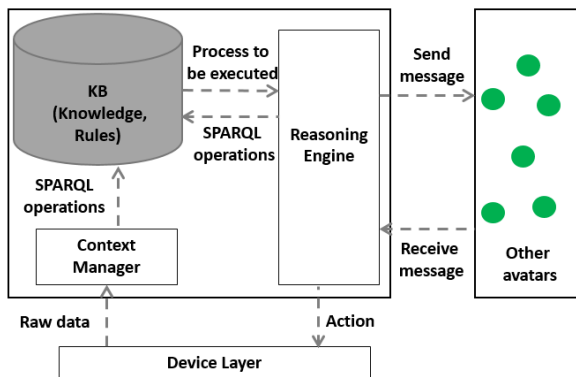 KB
(Knowledge,
Rules)
Process to
be executed
SPARQL
operations
Reasoning
Engine
Send
message
Receive
message
Other
avatars
SPARQL
operations
Context
Manager
Raw data
Action
Device Layer